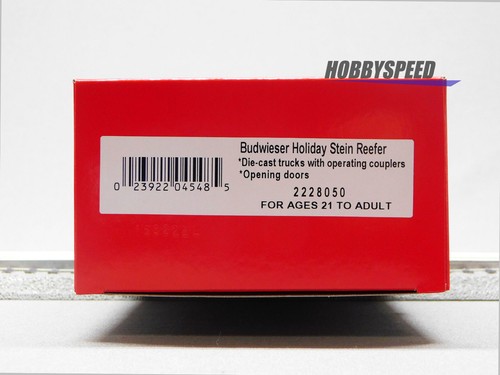 HOBBYSPEED
Budwieser Holiday Stein Reefer
*Die-cast trucks with operating couplers
*Opening doors
0 23922 04548 5
2228050
FOR AGES 21 TO ADULT